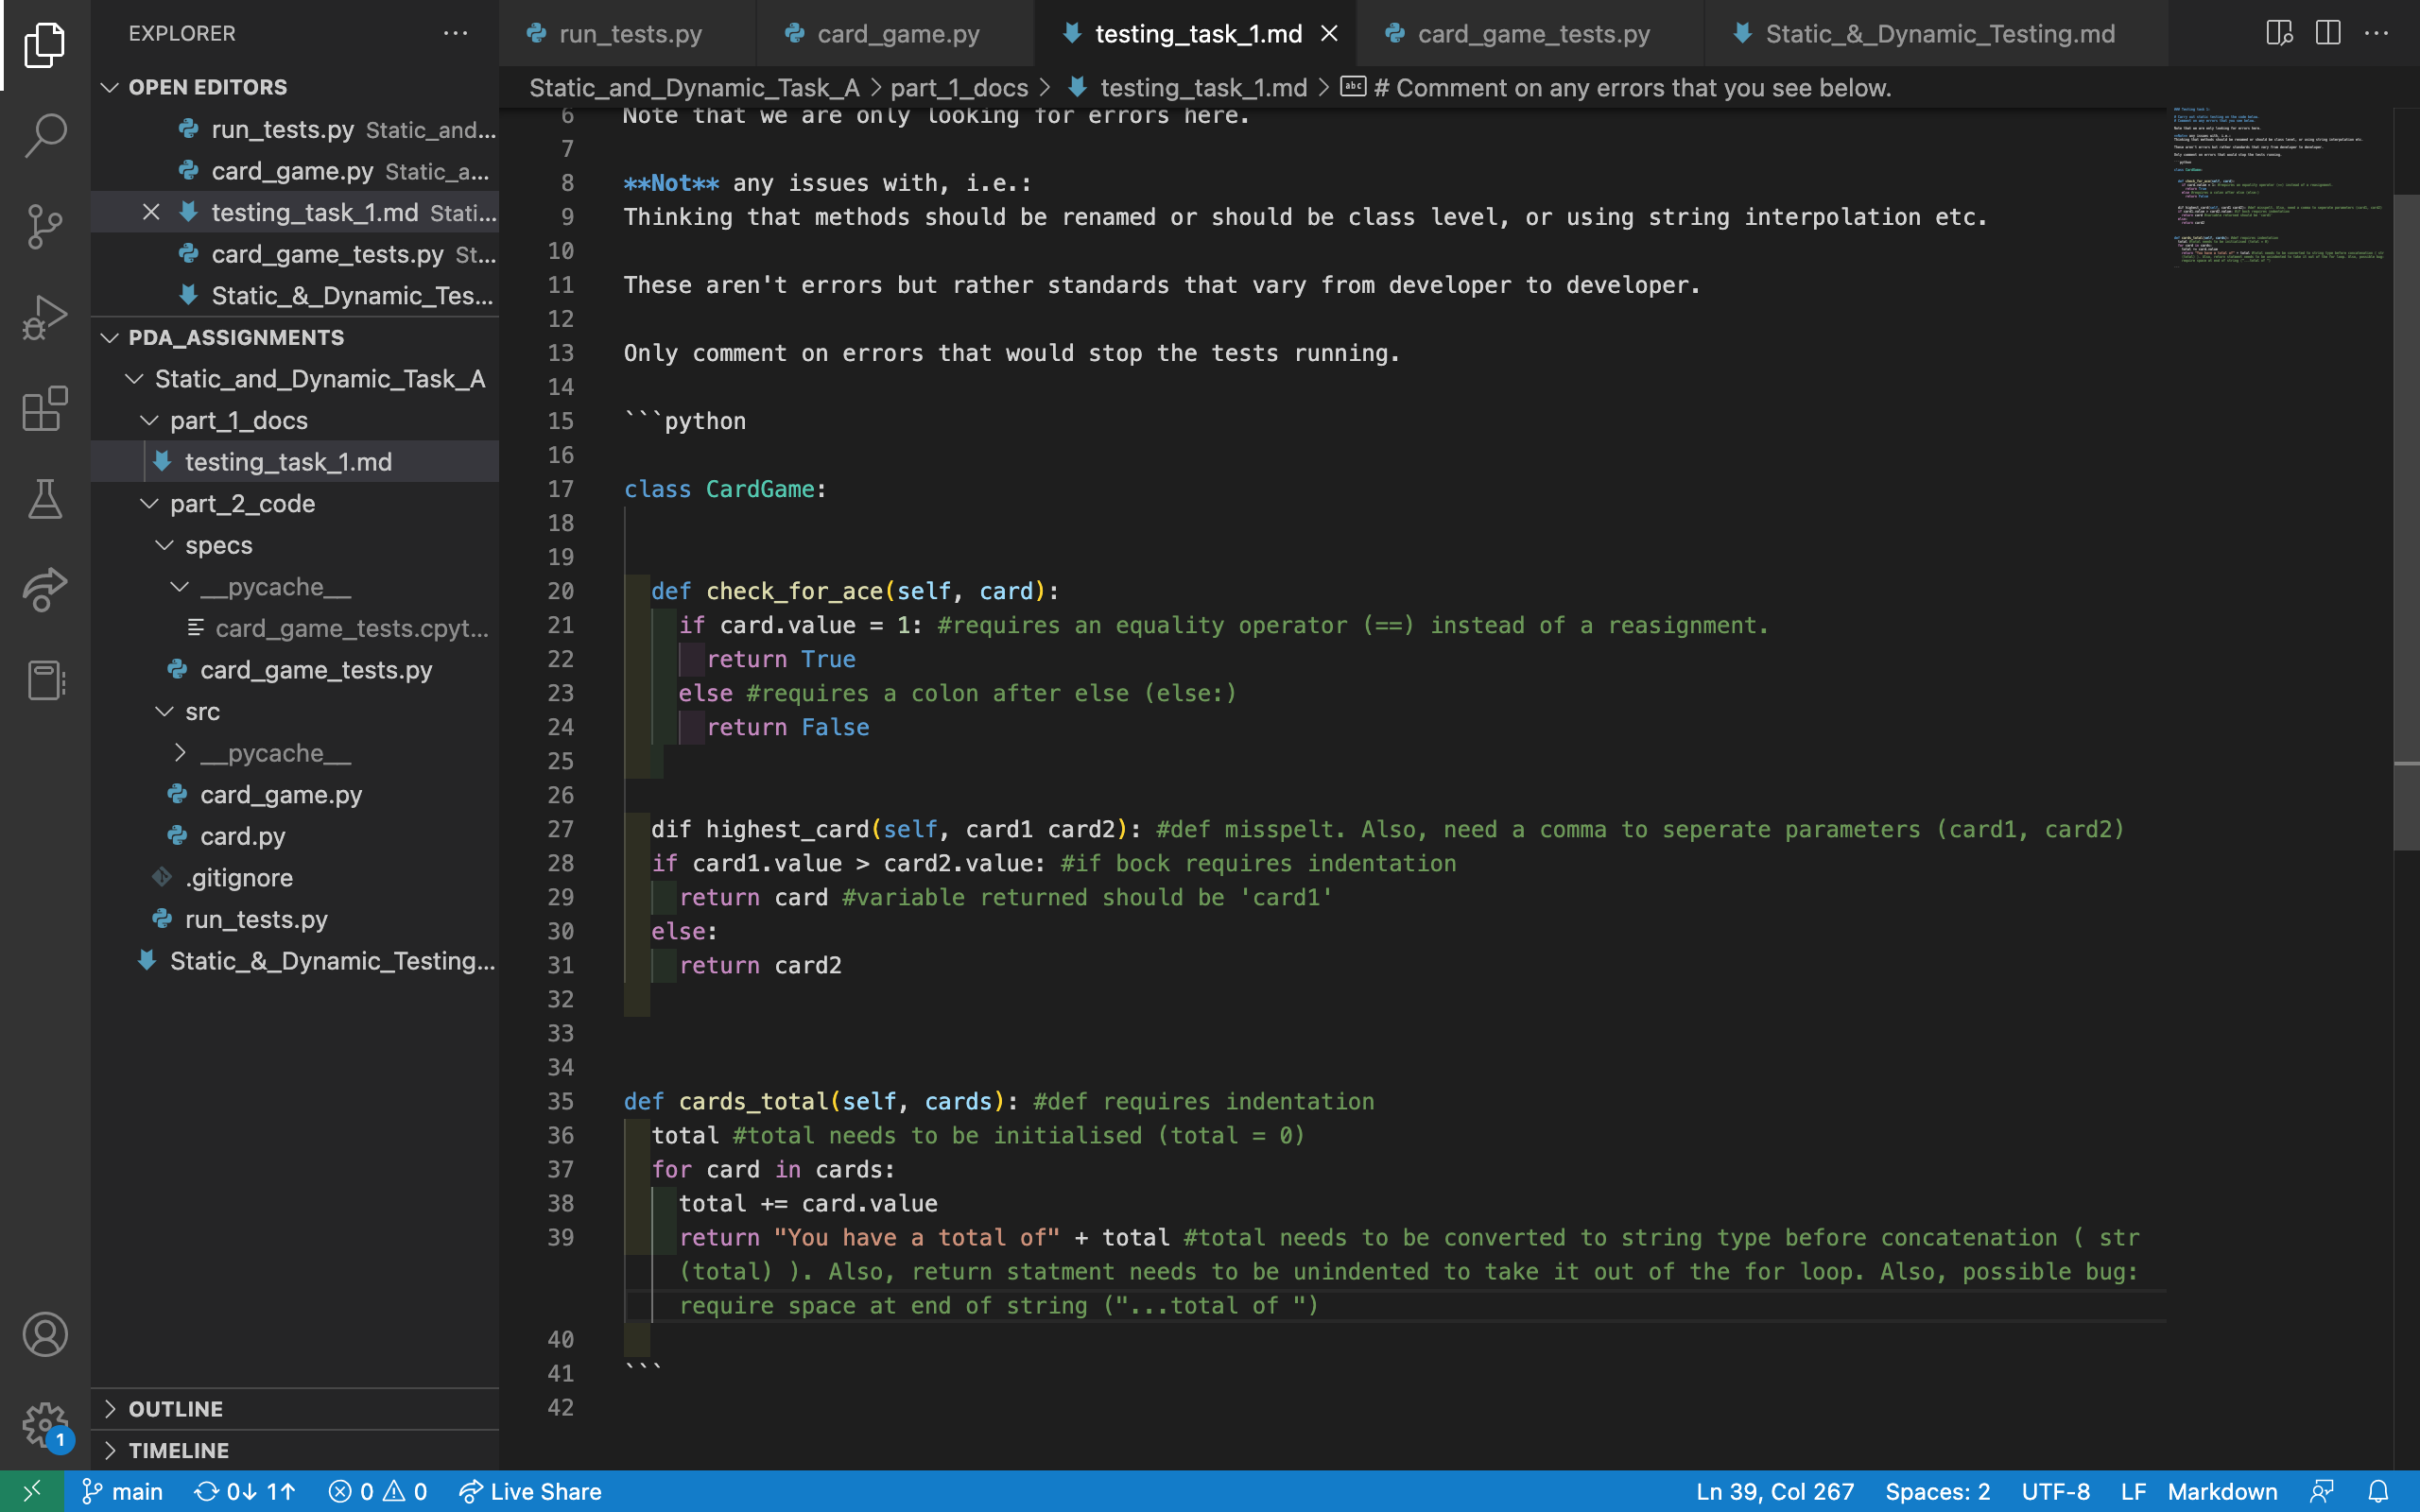 EXPLORER
run_tests.py
card_game.py
testing_task_1.md
card_game_tests.py
Static_&_Dynamic_Testing.md
OPEN EDITORS
Static_and_Dynamic_Task_A > part_1_docs > testing_task_1.md > # Comment on any errors that you see below.
run_tests.py Static_and...
card_game.py Static_a...
testing_task_1.md Stati...
card_game_tests.py St...
Static_&_Dynamic_Tes...
PDA_ASSIGNMENTS
Static_and_Dynamic_Task_A
part_1_docs
testing_task_1.md
part_2_code
specs
__pycache__
card_game_tests.cpyt...
card_game_tests.py
src
__pycache__
card_game.py
card.py
.gitignore
run_tests.py
Static_&_Dynamic_Testing...
OUTLINE
TIMELINE
6 Note that we are only looking for errors here.
7
8 **Not** any issues with, i.e.:
9 Thinking that methods should be renamed or should be class level, or using string interpolation etc.
10
11 These aren't errors but rather standards that vary from developer to developer.
12
13 Only comment on errors that would stop the tests running.
14
15 ```python
16
17 class CardGame:
18
19
20 def check_for_ace(self, card):
21 if card.value = 1: #requires an equality operator (==) instead of a reasignment.
22 return True
23 else #requires a colon after else (else:)
24 return False
25
26
27 dif highest_card(self, card1 card2): #def misspelt. Also, need a comma to seperate parameters (card1, card2)
28 if card1.value > card2.value: #if bock requires indentation
29 return card #variable returned should be 'card1'
30 else:
31 return card2
32
33
34
35 def cards_total(self, cards): #def requires indentation
36 total #total needs to be initialised (total = 0)
37 for card in cards:
38 total += card.value
39 return "You have a total of" + total #total needs to be converted to string type before concatenation ( str
(total) ). Also, return statment needs to be unindented to take it out of the for loop. Also, possible bug:
require space at end of string ("...total of ")
40
41 ```
42
1
main 0↓ 1↑ 0 0 Live Share
Ln 39, Col 267 Spaces: 2 UTF-8 LF Markdown